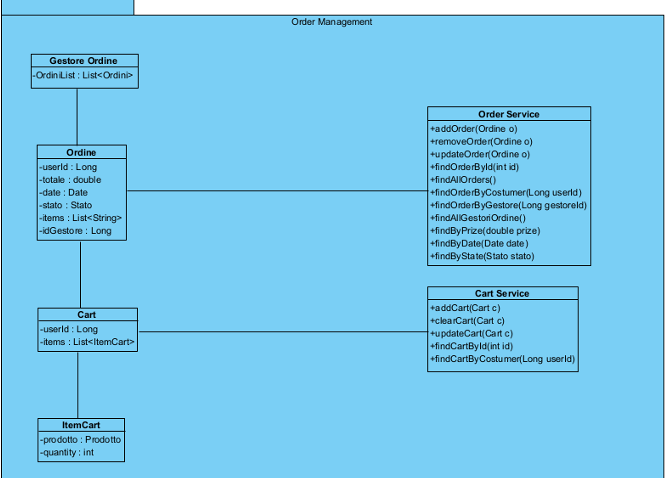 Order Management
Gestore Ordine
-OrdiniList : List<Ordini>
Ordine
-userId : Long
-totale : double
-date : Date
-stato : Stato
-items : List<String>
-idGestore : Long
Order Service
+addOrder(Ordine o)
+removeOrder(Ordine o)
+updateOrder(Ordine o)
+findOrderById(int id)
+findAllOrders()
+findOrderByCostumer(Long userId)
+findOrderByGestore(Long gestoreId)
+findAllGestoriOrdine()
+findByPrize(double prize)
+findByDate(Date date)
+findByState(Stato stato)
Cart
-userId : Long
-items : List<ItemCart>
Cart Service
+addCart(Cart c)
+clearCart(Cart c)
+updateCart(Cart c)
+findCartById(int id)
+findCartByCostumer(Long userId)
ItemCart
-prodotto : Prodotto
-quantity : int